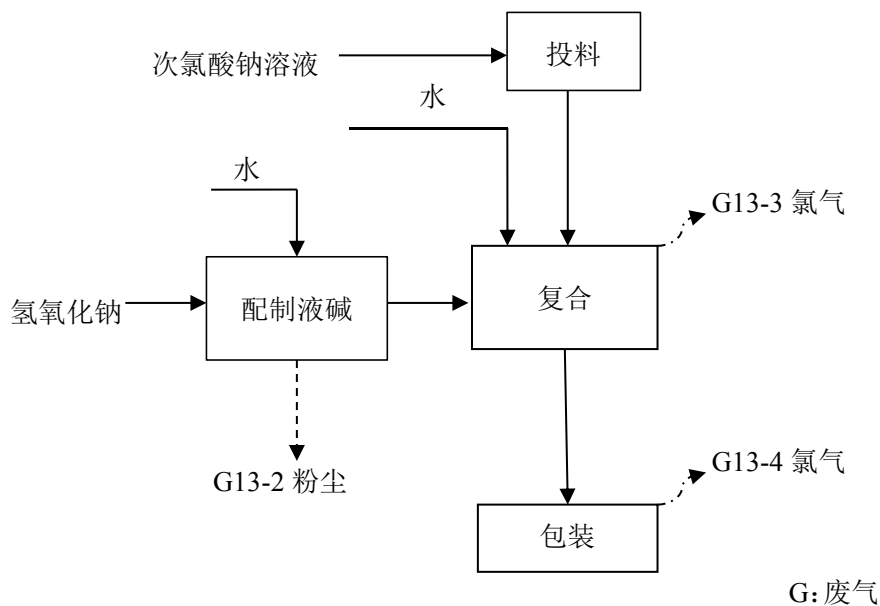 次氯酸钠溶液
投料
水
水
G13-3 氯气
氢氧化钠
配制液碱
复合
G13-2 粉尘
G13-4 氯气
包装
G: 废气